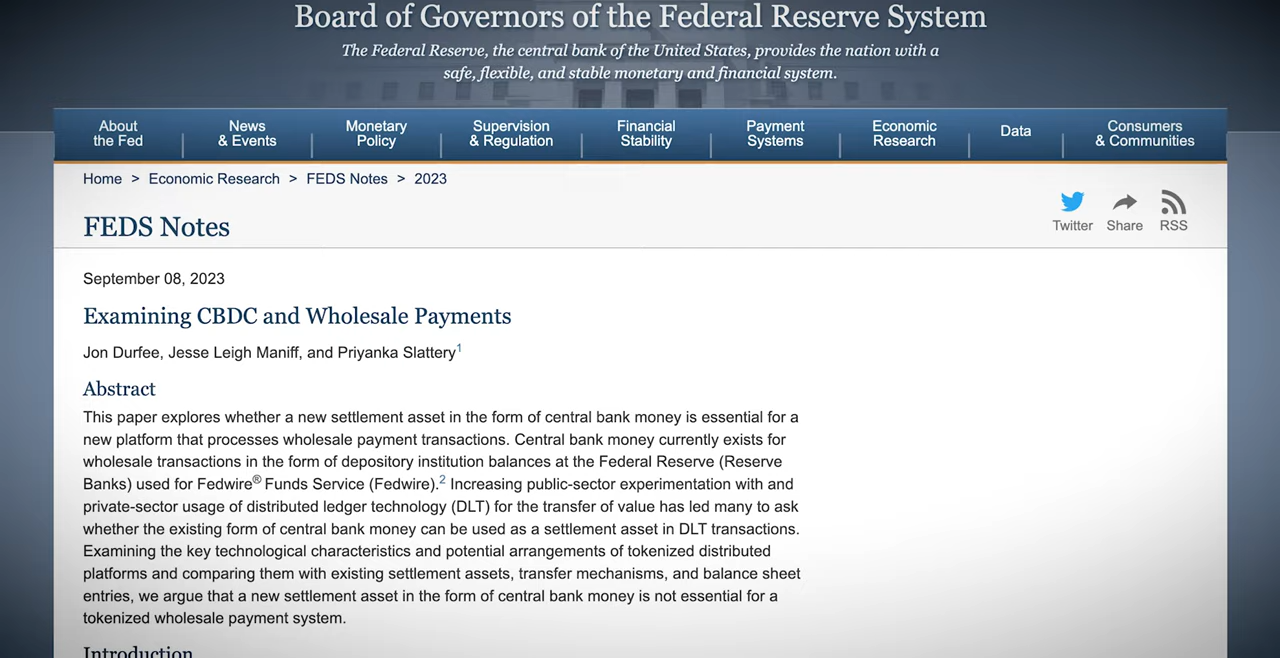 Board of Governors of the Federal Reserve System
The Federal Reserve, the central bank of the United States, provides the nation with a
safe, flexible, and stable monetary and financial system.
About
the Fed
News
& Events
Monetary
Policy
Supervision
& Regulation
Financial
Stability
Payment
Systems
Economic
Research
Data
Consumers
& Communities
Home > Economic Research > FEDS Notes > 2023
Twitter Share RSS
FEDS Notes
September 08, 2023
Examining CBDC and Wholesale Payments
Jon Durfee, Jesse Leigh Maniff, and Priyanka Slattery1
Abstract
This paper explores whether a new settlement asset in the form of central bank money is essential for a
new platform that processes wholesale payment transactions. Central bank money currently exists for
wholesale transactions in the form of depository institution balances at the Federal Reserve (Reserve
Banks) used for Fedwire® Funds Service (Fedwire).2 Increasing public-sector experimentation with and
private-sector usage of distributed ledger technology (DLT) for the transfer of value has led many to ask
whether the existing form of central bank money can be used as a settlement asset in DLT transactions.
Examining the key technological characteristics and potential arrangements of tokenized distributed
platforms and comparing them with existing settlement assets, transfer mechanisms, and balance sheet
entries, we argue that a new settlement asset in the form of central bank money is not essential for a
tokenized wholesale payment system.
Introduction